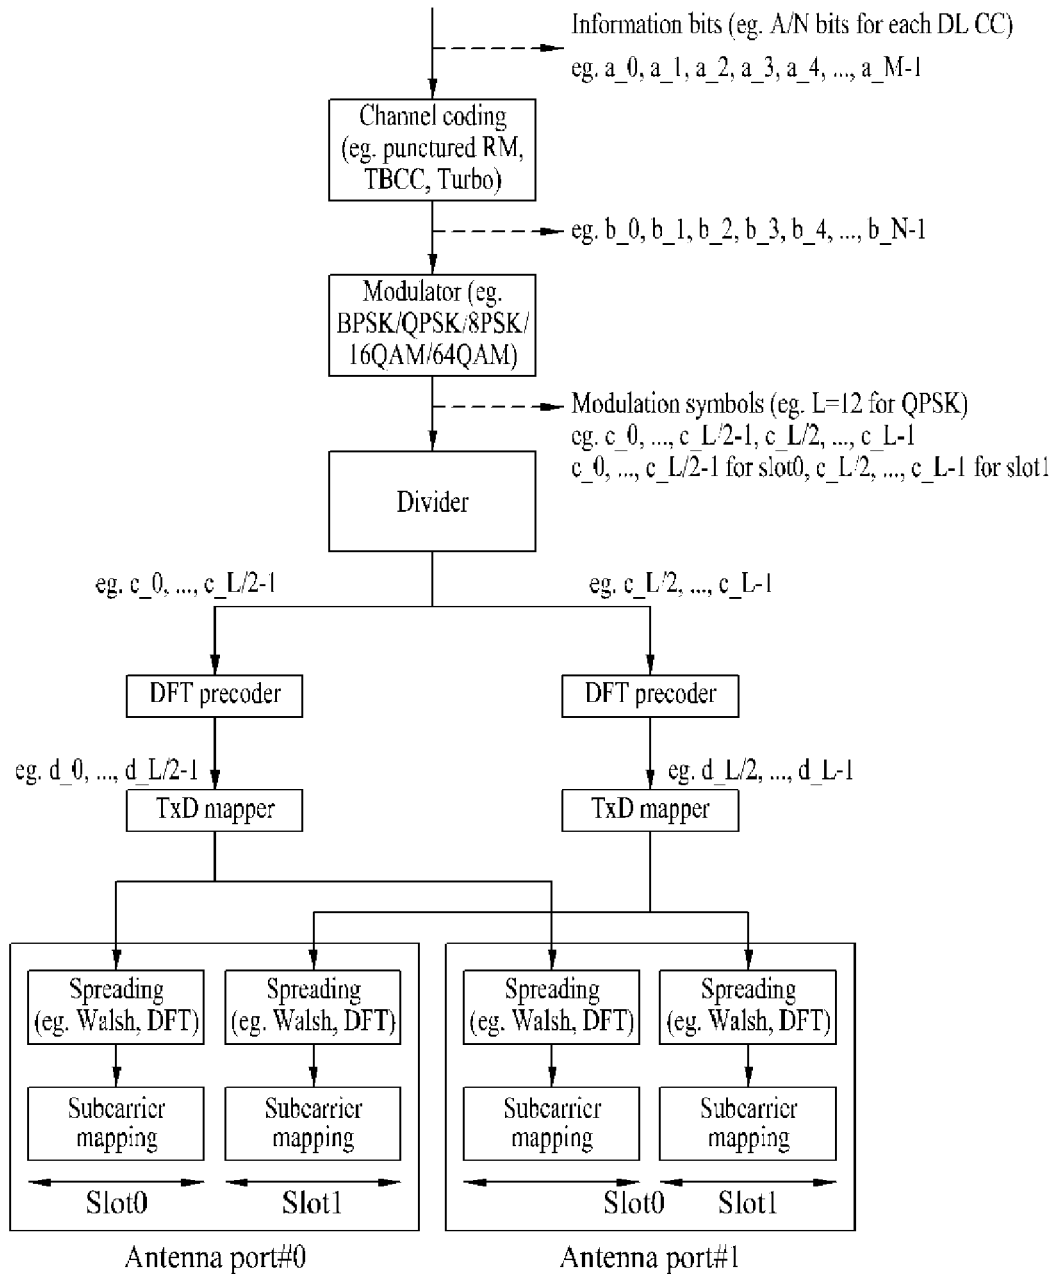 Information bits (eg. A/N bits for each DL CC)
eg. a_0, a_1, a_2, a_3, a_4, ..., a_M-1
Channel coding
(eg. punctured RM,
TBCC, Turbo)
eg. b_0, b_1, b_2, b_3, b_4, ..., b_N-1
Modulator (eg.
BPSK/QPSK/8PSK/
16QAM/64QAM)
Modulation symbols (eg. L=12 for QPSK)
eg. c_0, ..., c_L/2-1, c_L/2, ..., c_L-1
c_0, ..., c_L/2-1 for slot0, c_L/2, ..., c_L-1 for slot1
Divider
eg. c_0, ..., c_L/2-1
eg. c_L/2, ..., c_L-1
DFT precoder
DFT precoder
eg. d_0, ..., d_L/2-1
eg. d_L/2, ..., d_L-1
TxD mapper
TxD mapper
Spreading
(eg. Walsh, DFT)
Spreading
(eg. Walsh, DFT)
Spreading
(eg. Walsh, DFT)
Spreading
(eg. Walsh, DFT)
Subcarrier
mapping
Subcarrier
mapping
Subcarrier
mapping
Subcarrier
mapping
Slot0
Slot1
Slot0
Slot1
Antenna port#0
Antenna port#1